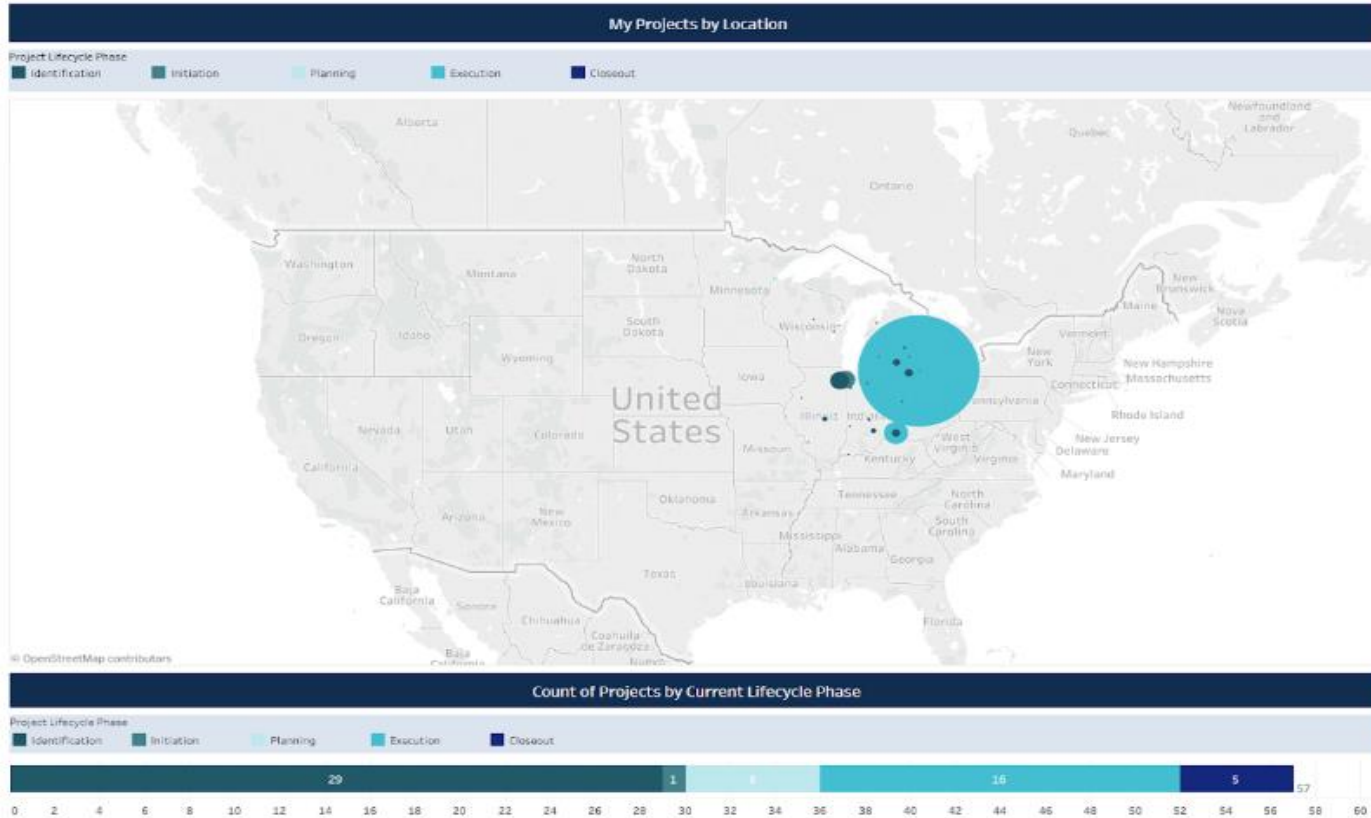 My Projects by Location
Project Lifecycle Phase
Identification Initiation Planning Execution Closeout
Newfoundland
and
Labrador
Alberta
Quebec
Ontario
Washington
Montana
North
Dakota
Minnesota
New
Brunswick
Maine
Nova
Scotia
Oregon
Idaho
South
Dakota
Wisconsin
Vermont
New
York
New Hampshire
Wyoming
Iowa
Connecticut
Massachusetts
United
States
Pennsylvania
Rhode Island
Nevada
Utah
Colorado
Illinois
Missouri
West
Virginia
New Jersey
Delaware
California
Kentucky
Virginia
Maryland
Arizona
New
Mexico
Oklahoma
Arkansas
Tennessee
North
Carolina
South
Carolina
Mississippi
Alabama
Georgia
Texas
Louisiana
Baja
California
Sonora
Chihuahua
Coahuila
de Zaragoza
Florida
© OpenStreetMap contributors
Baja
Count of Projects by Current Lifecycle Phase
Project Lifecycle Phase
Identification Initiation Planning Execution Closeout
29 1 6 16 5
57
0 2 4 6 8 10 12 14 16 18 20 22 24 26 28 30 32 34 36 38 40 42 44 46 48 50 52 54 56 58 60